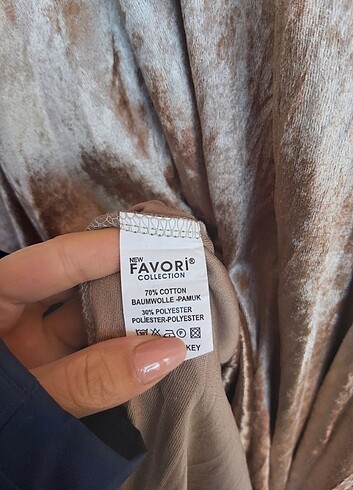 NEW
FAVORİ®
COLLECTION
70% COTTON
BAUMWOLLE -PAMUK
30% POLYESTER
POLİESTER-POLYESTER